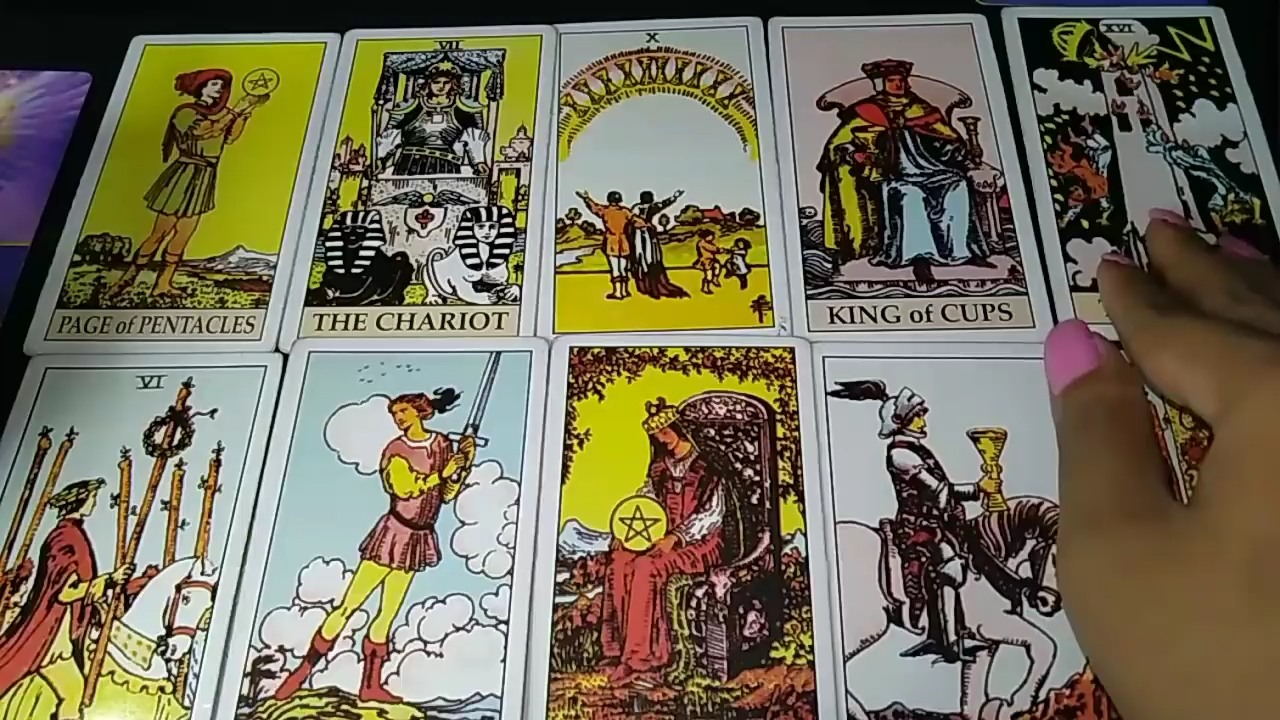 PAGE of PENTACLES
VII
THE CHARIOT
X
KING of CUPS
XVI
VI